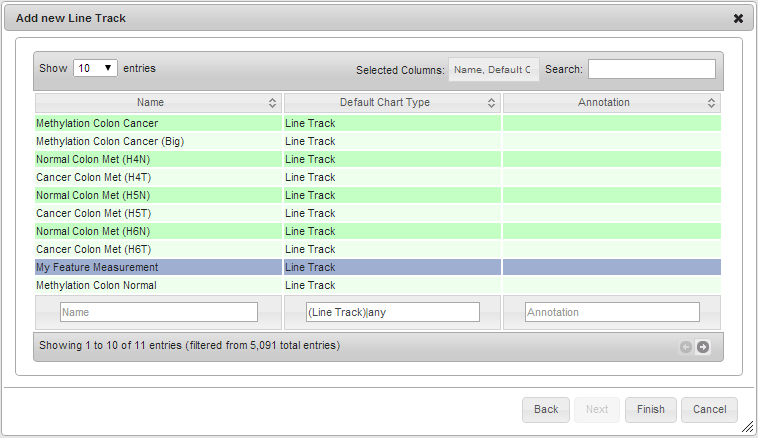 Add new Line Track
Show 10 entries Selected Columns: Name, Default C Search:
Name Default Chart Type Annotation
Methylation Colon Cancer Line Track
Methylation Colon Cancer (Big) Line Track
Normal Colon Met (H4N) Line Track
Cancer Colon Met (H4T) Line Track
Normal Colon Met (H5N) Line Track
Cancer Colon Met (H5T) Line Track
Normal Colon Met (H6N) Line Track
Cancer Colon Met (H6T) Line Track
My Feature Measurement Line Track
Methylation Colon Normal Line Track
Name (Line Track)|any Annotation
Showing 1 to 10 of 11 entries (filtered from 5,091 total entries)
Back Next Finish Cancel